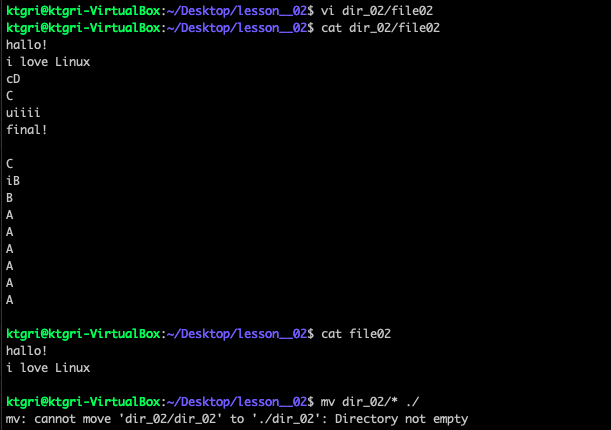 ktgri@ktgri-VirtualBox:~/Desktop/lesson__02$ vi dir_02/file02
ktgri@ktgri-VirtualBox:~/Desktop/lesson__02$ cat dir_02/file02
hallo!
i love Linux
cD
C
uiiii
final!

C
iB
B
A
A
A
A
A
A

ktgri@ktgri-VirtualBox:~/Desktop/lesson__02$ cat file02
hallo!
i love Linux

ktgri@ktgri-VirtualBox:~/Desktop/lesson__02$ mv dir_02/* ./
mv: cannot move 'dir_02/dir_02' to './dir_02': Directory not empty